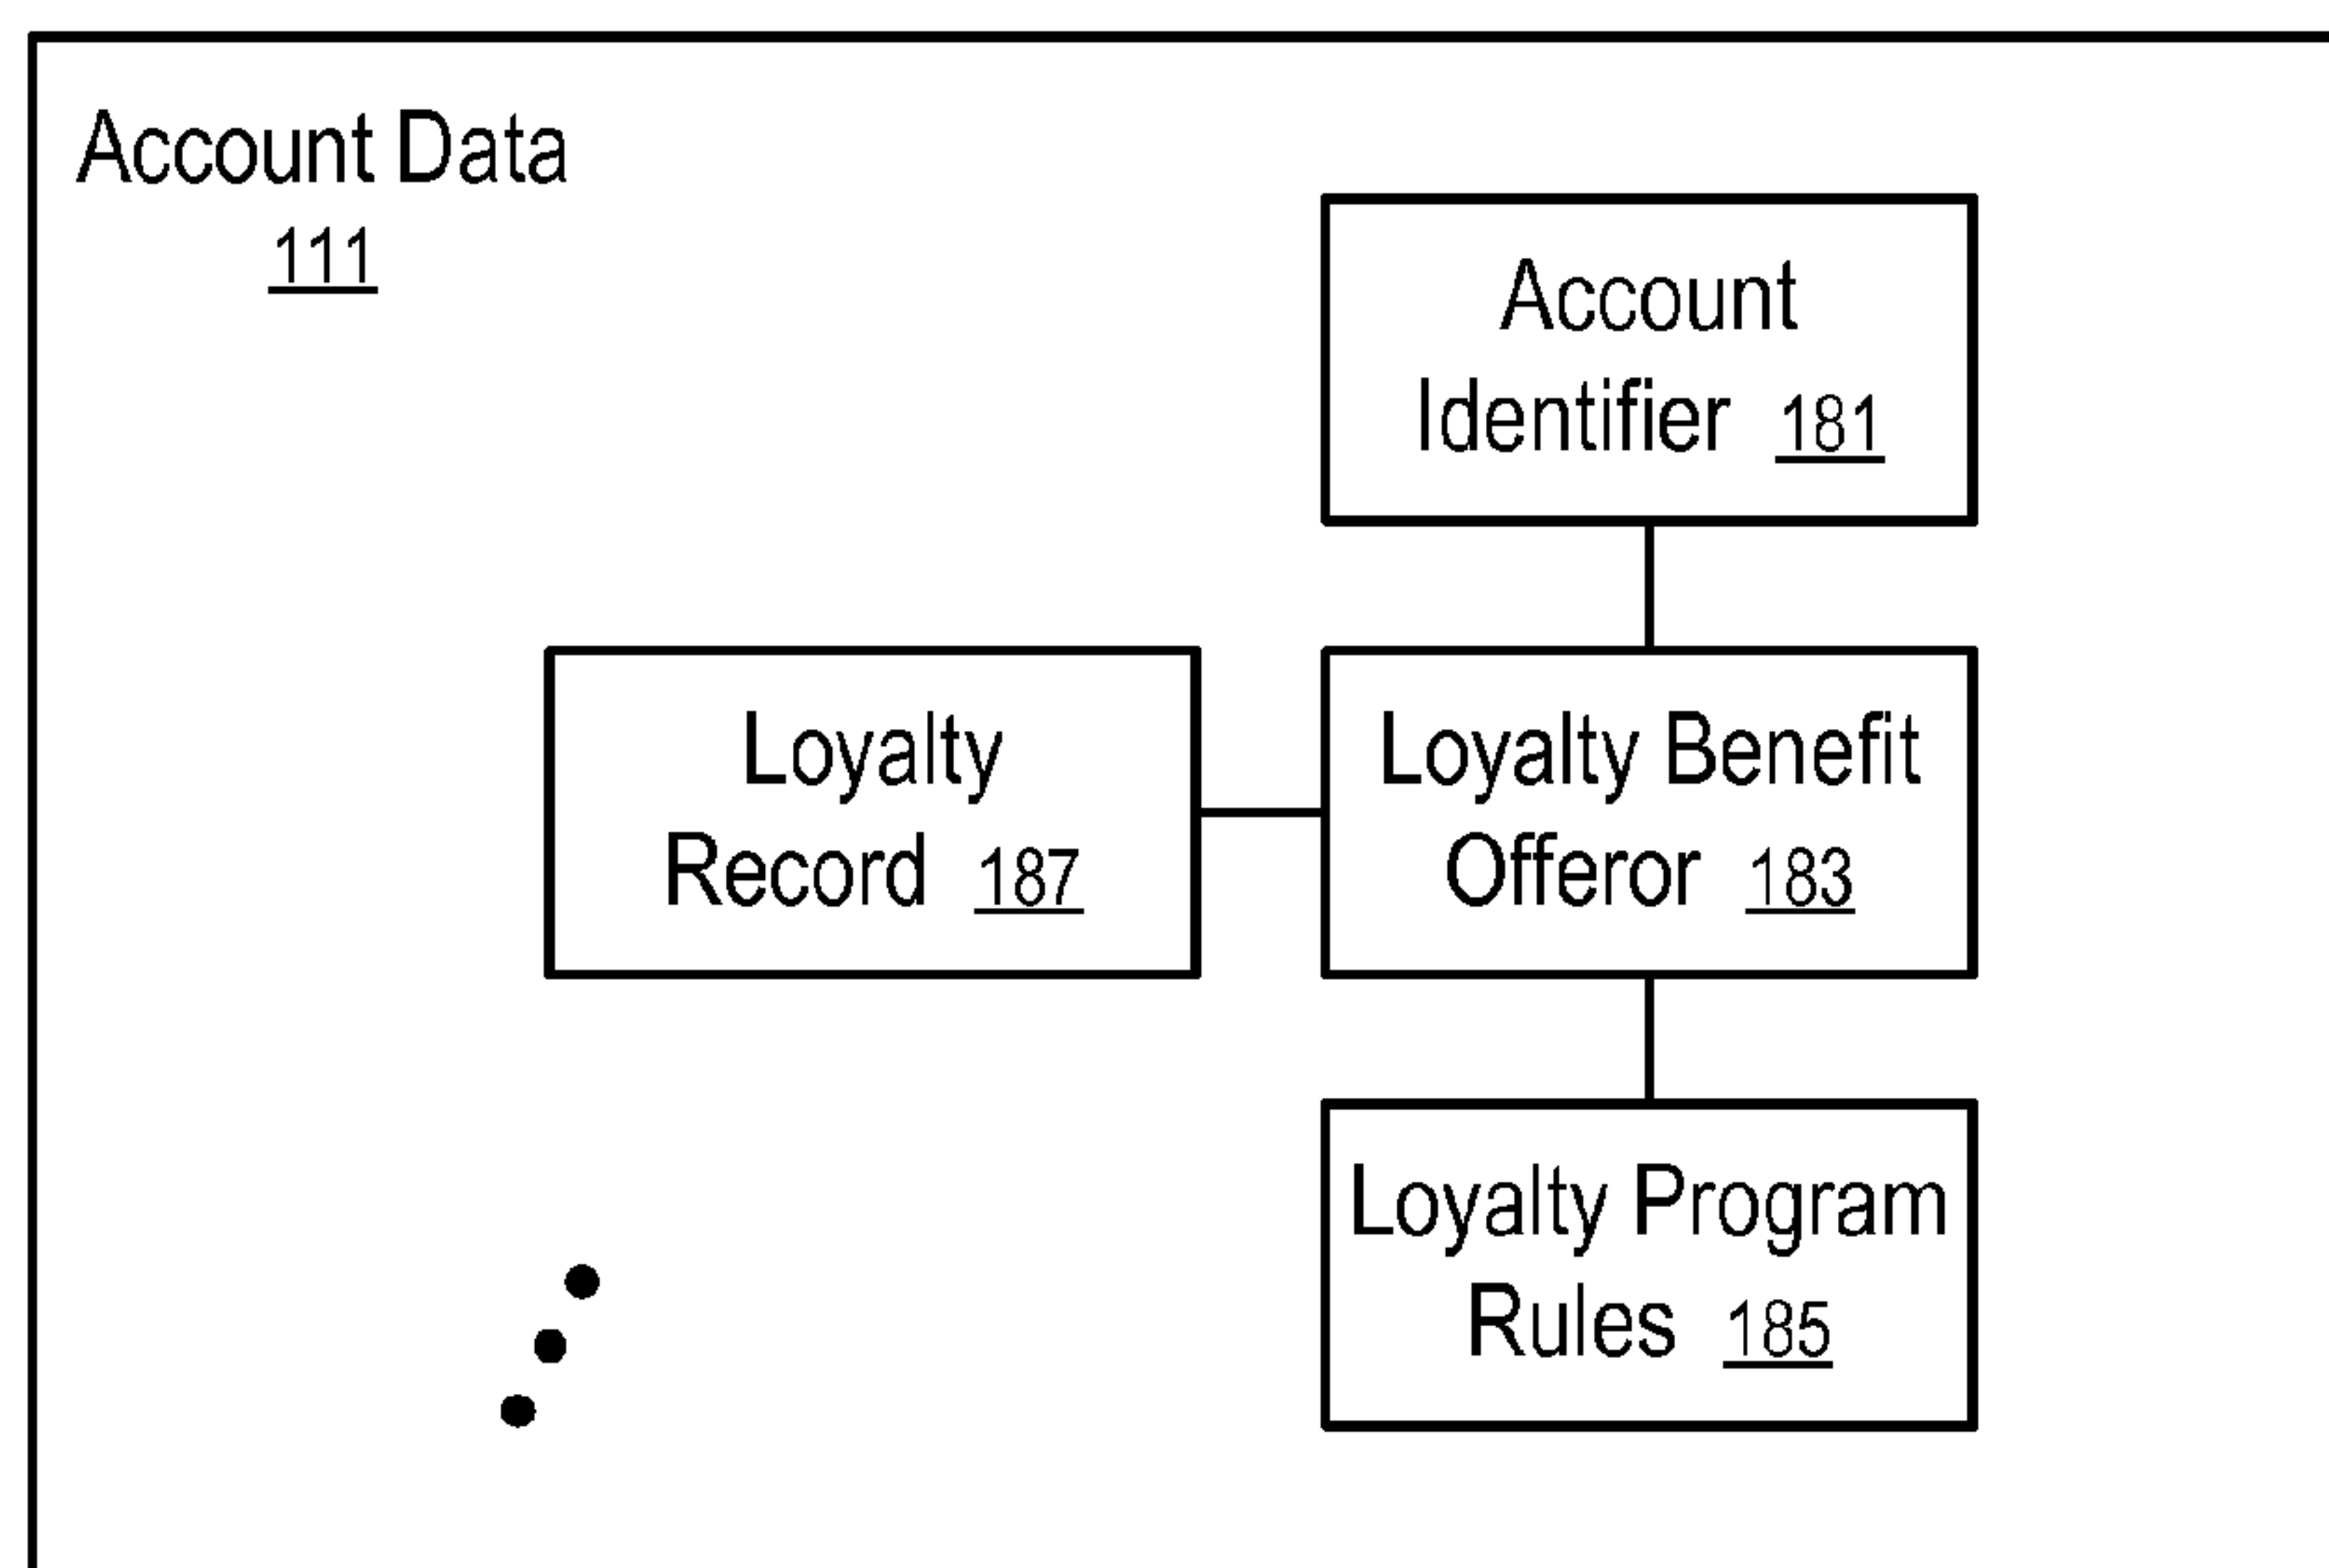 Account Data
111
Account
Identifier 181
Loyalty
Record 187
Loyalty Benefit
Offeror 183
Loyalty Program
Rules 185